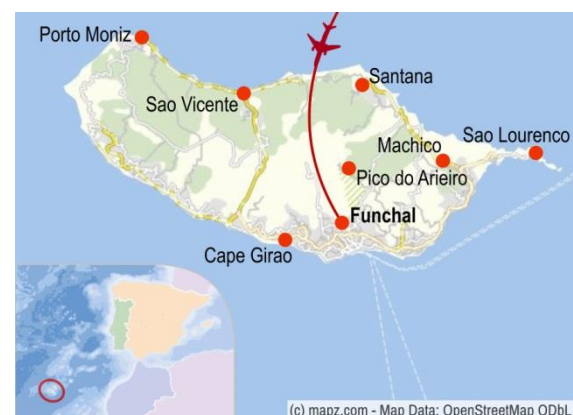 Porto Moniz
Santana
Sao Vicente
Sao Lourenco
Machico
Pico do Arieiro
Funchal
Cape Girao
(c) mapz.com - Map Data: OpenStreetMap ODbL